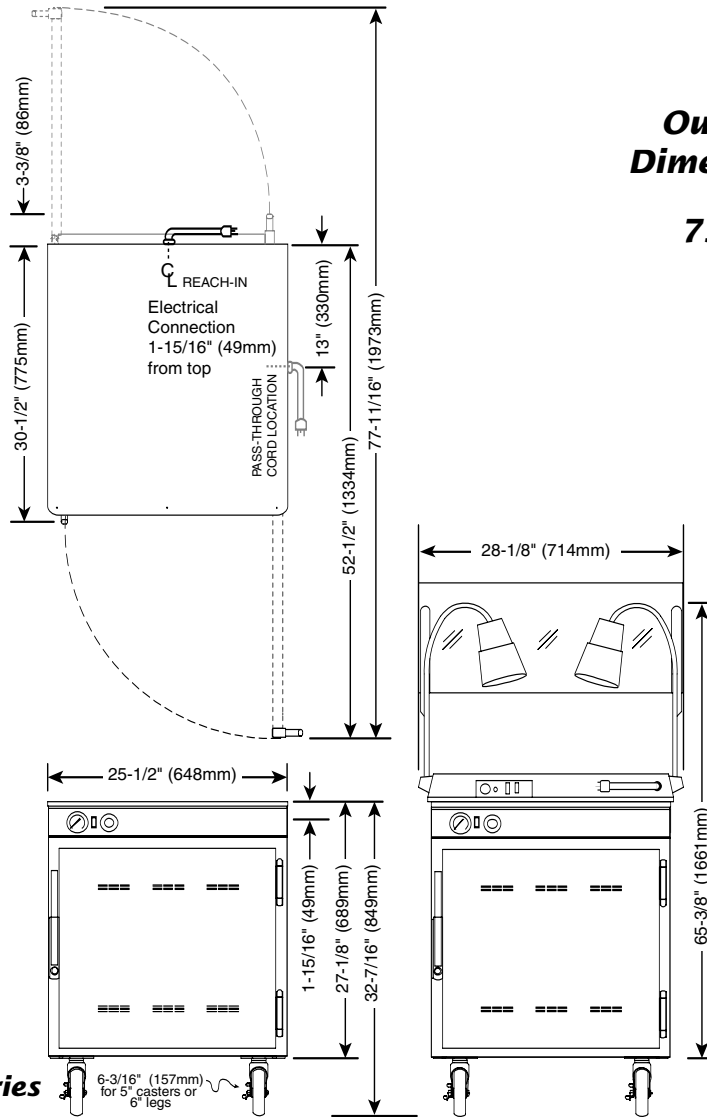 3-3/8" (86mm)
Ou
Dime
7
CL REACH-IN
Electrical
Connection
1-15/16" (49mm)
from top
13" (330mm)
30-1/2" (775mm)
PASS-THROUGH
CORD LOCATION
52-1/2" (1334mm)
77-11/16" (1973mm)
28-1/8" (714mm)
25-1/2" (648mm)
1-15/16" (49mm)
27-1/8" (689mm)
32-7/16" (849mm)
65-3/8" (1661mm)
ries
6-3/16" (157mm)
for 5" casters or
6" legs